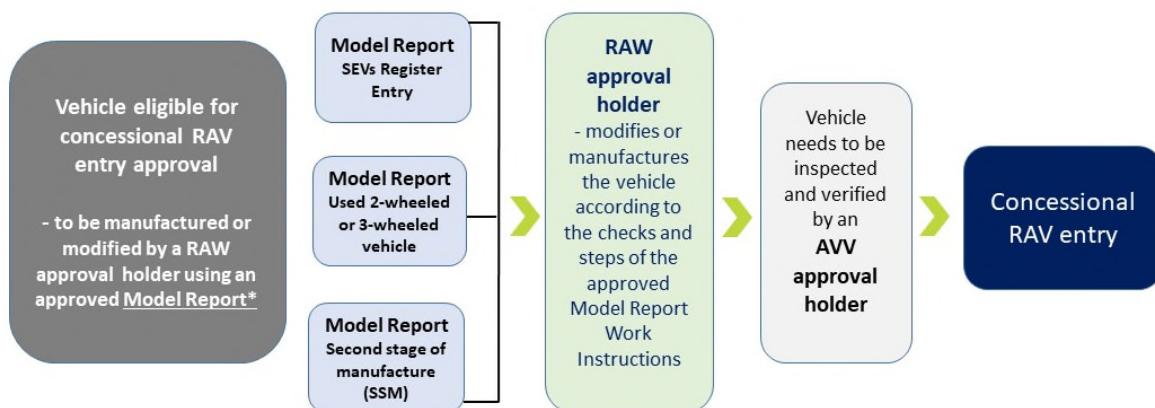 Vehicle eligible for
concessional RAV
entry approval
- to be manufactured or
modified by a RAW
approval holder using an
approved Model Report*
Model Report
SEVs Register
Entry
Model Report
Used 2-wheeled
or 3-wheeled
vehicle
Model Report
Second stage of
manufacture
(SSM)
RAW
approval
holder
- modifies or
manufactures
the vehicle
according to
the checks and
steps of the
approved
Model Report
Work
Instructions
Vehicle
needs to be
inspected
and verified
by an
AVV
approval
holder
Concessional
RAV entry